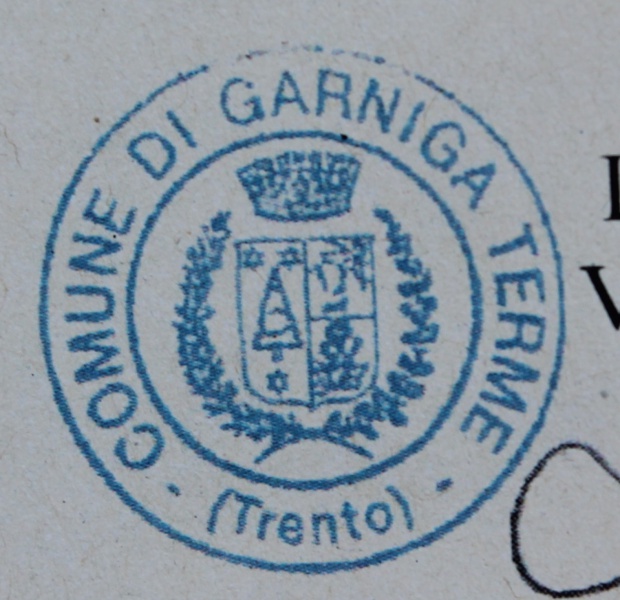 COMUNE DI GARNIGA TERME
- (Trento) -